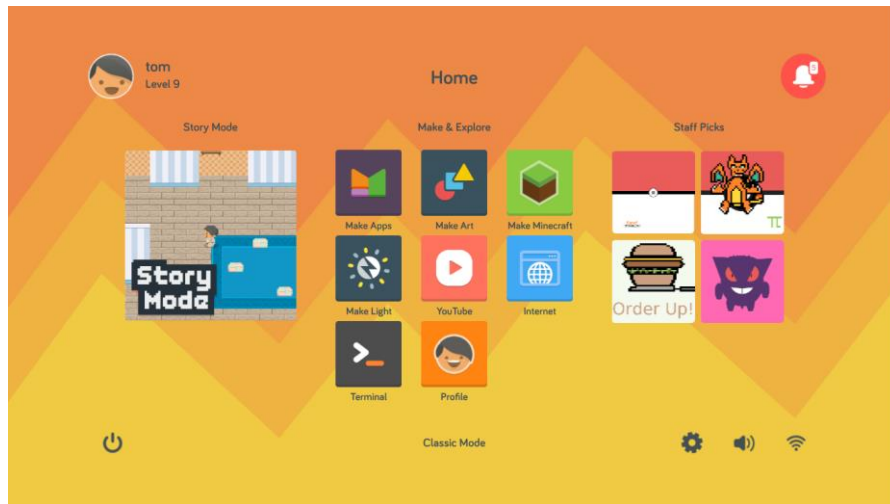 tom
Level 9
Home
Story Mode
Make & Explore
Staff Picks
Story
Mode
Make Apps
Make Art
Make Minecraft
Make Light
YouTube
Internet
Terminal
Profile
Order Up!
π
Classic Mode